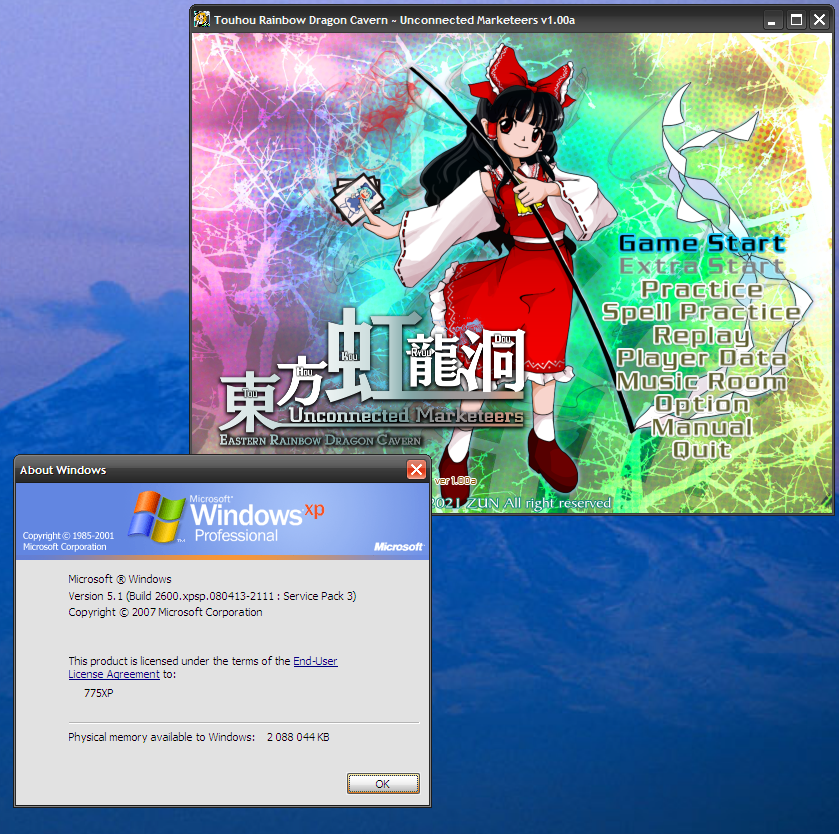 Touhou Rainbow Dragon Cavern ~ Unconnected Marketeers v1.00a
Game Start
Extra Start
Practice
Spell Practice
Replay
Player Data
Music Room
Option
Manual
Quit
東方虹龍洞
Tou Hou Kou Ryu Dou
Unconnected Marketeers
Eastern Rainbow Dragon Cavern
ver 1.00a
2021 ZUN All right reserved
About Windows
Copyright © 1985-2001
Microsoft Corporation
Microsoft®
Windows xp
Professional
Microsoft
Microsoft ® Windows
Version 5.1 (Build 2600.xpsp.080413-2111 : Service Pack 3)
Copyright © 2007 Microsoft Corporation
This product is licensed under the terms of the End-User
License Agreement to:
775XP
Physical memory available to Windows: 2 088 044 KB
OK